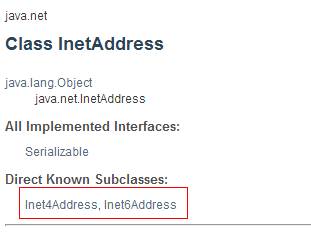 java.net
Class InetAddress
java.lang.Object
java.net.InetAddress
All Implemented Interfaces:
Serializable
Direct Known Subclasses:
Inet4Address, Inet6Address